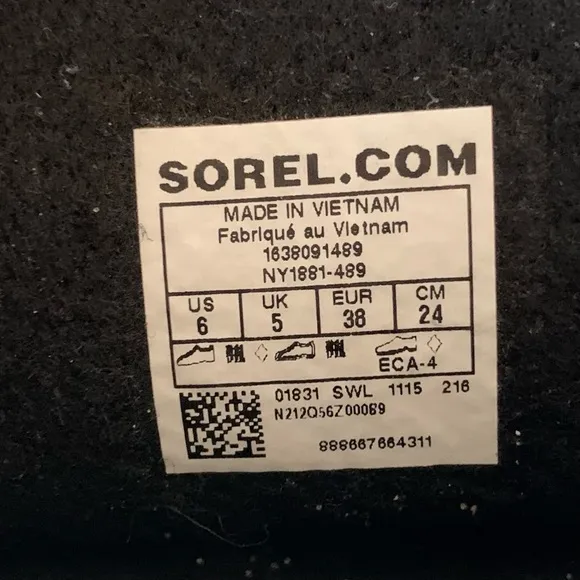 SOREL.COM
MADE IN VIETNAM
Fabriqué au Vietnam
1638091489
NY1881-489
US UK EUR CM
6 5 38 24
ECA-4
01831 SWL 1115 216
N212Q56Z000B9
888667664311